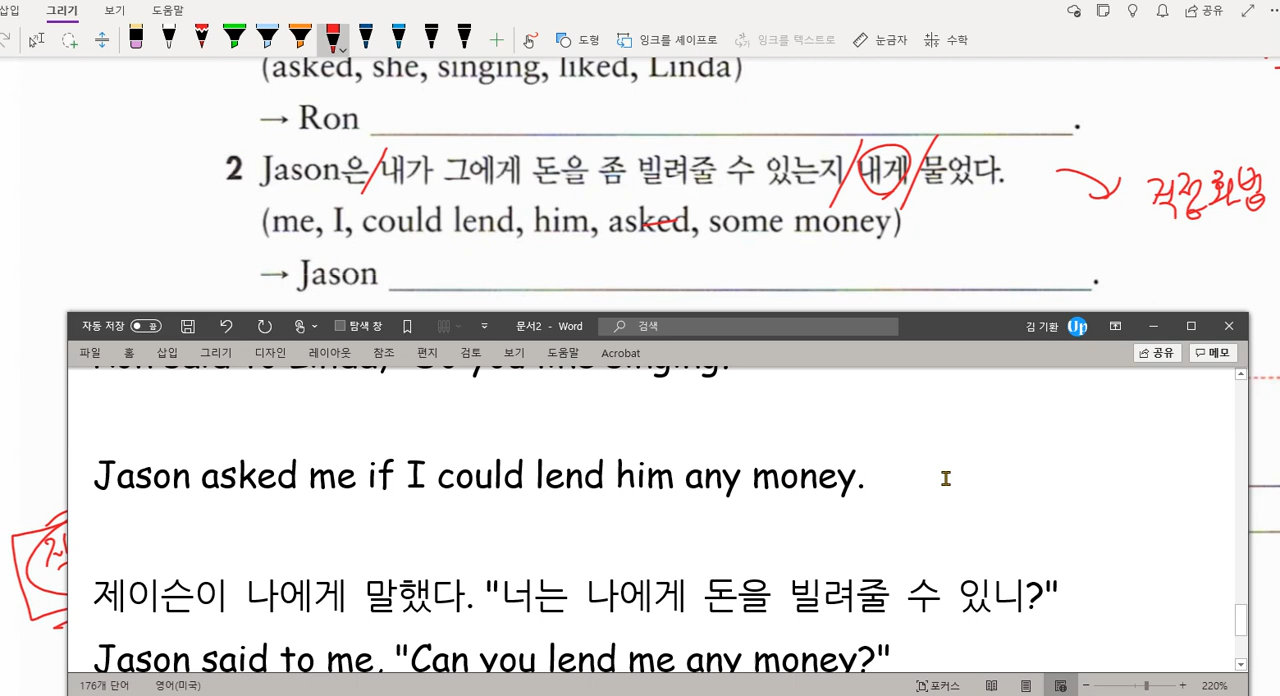 삽입 그리기 보기 도움말 공유
도형 잉크를 셰이프로 잉크를 텍스트로 눈금자 수학
(asked, she, singing, liked, Linda)
→ Ron .
2 Jason은 내가 그에게 돈을 좀 빌려줄 수 있는지 내게 물었다.
(me, I, could lend, him, asked, some money)
→ Jason .
자동 저장 끔 탐색 창 문서2 - Word 검색 김 기환 Up
파일 홈 삽입 그리기 디자인 레이아웃 참조 편지 검토 보기 도움말 Acrobat 공유 메모
Jason asked me if I could lend him any money.
제이슨이 나에게 말했다. "너는 나에게 돈을 빌려줄 수 있니?"
Jason said to me, "Can you lend me any money?"
176개 단어 영어(미국) 포커스 220%